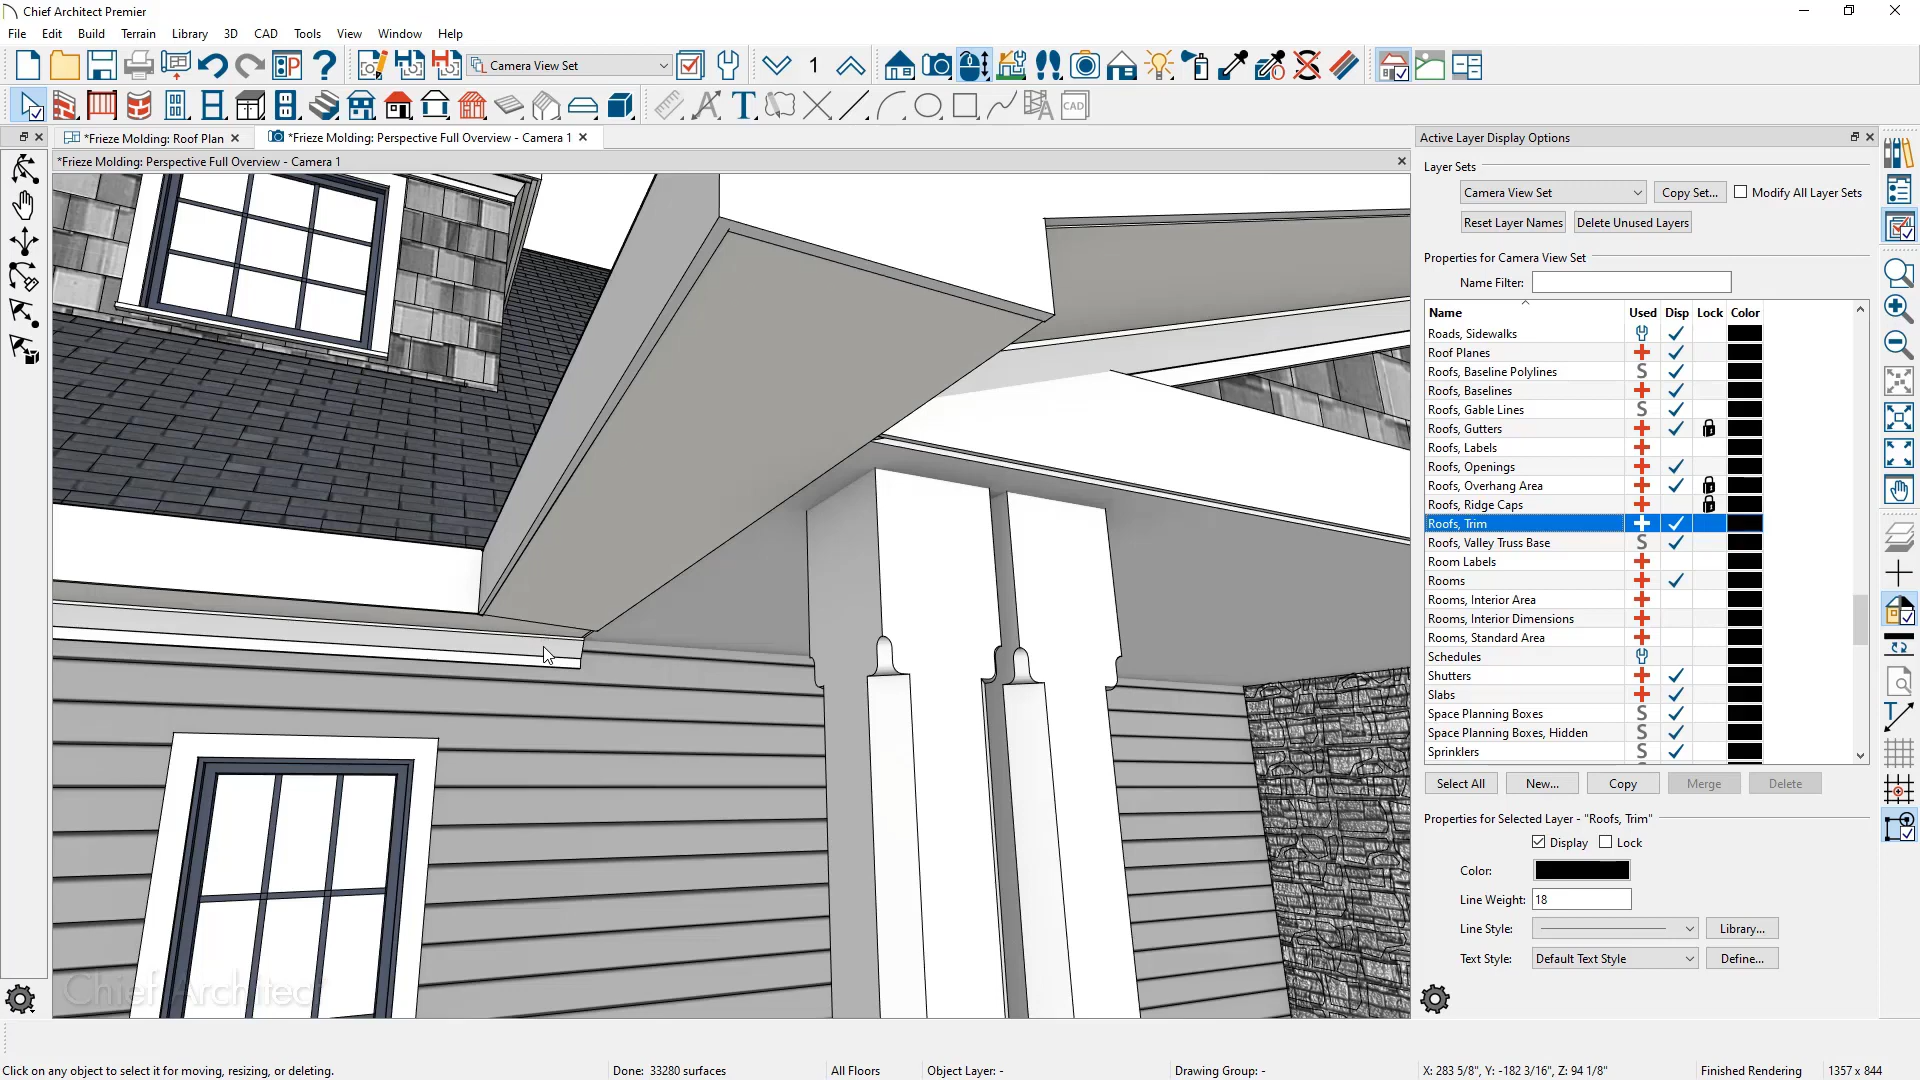 Chief Architect Premier
File Edit Build Terrain Library 3D CAD Tools View Window Help
Camera View Set
1
CAD
*Frieze Molding: Roof Plan
*Frieze Molding: Perspective Full Overview - Camera 1
*Frieze Molding: Perspective Full Overview - Camera 1
Active Layer Display Options
Layer Sets
Camera View Set Copy Set... Modify All Layer Sets
Reset Layer Names Delete Unused Layers
Properties for Camera View Set
Name Filter:
Name Used Disp Lock Color
Roads, Sidewalks
Roof Planes
Roofs, Baseline Polylines S
Roofs, Baselines
Roofs, Gable Lines S
Roofs, Gutters
Roofs, Labels
Roofs, Openings
Roofs, Overhang Area
Roofs, Ridge Caps
Roofs, Trim
Roofs, Valley Truss Base S
Room Labels
Rooms
Rooms, Interior Area
Rooms, Interior Dimensions
Rooms, Standard Area
Schedules
Shutters
Slabs
Space Planning Boxes S
Space Planning Boxes, Hidden S
Sprinklers S
Select All New... Copy Merge Delete
Properties for Selected Layer - "Roofs, Trim"
Display Lock
Color:
Line Weight: 18
Line Style: Library...
Text Style: Default Text Style Define...
Chief Architect
Click on any object to select it for moving, resizing, or deleting.
Done: 33280 surfaces
All Floors
Object Layer: -
Drawing Group: -
X: 283 5/8", Y: -182 3/16", Z: 94 1/8"
Finished Rendering
1357 x 844